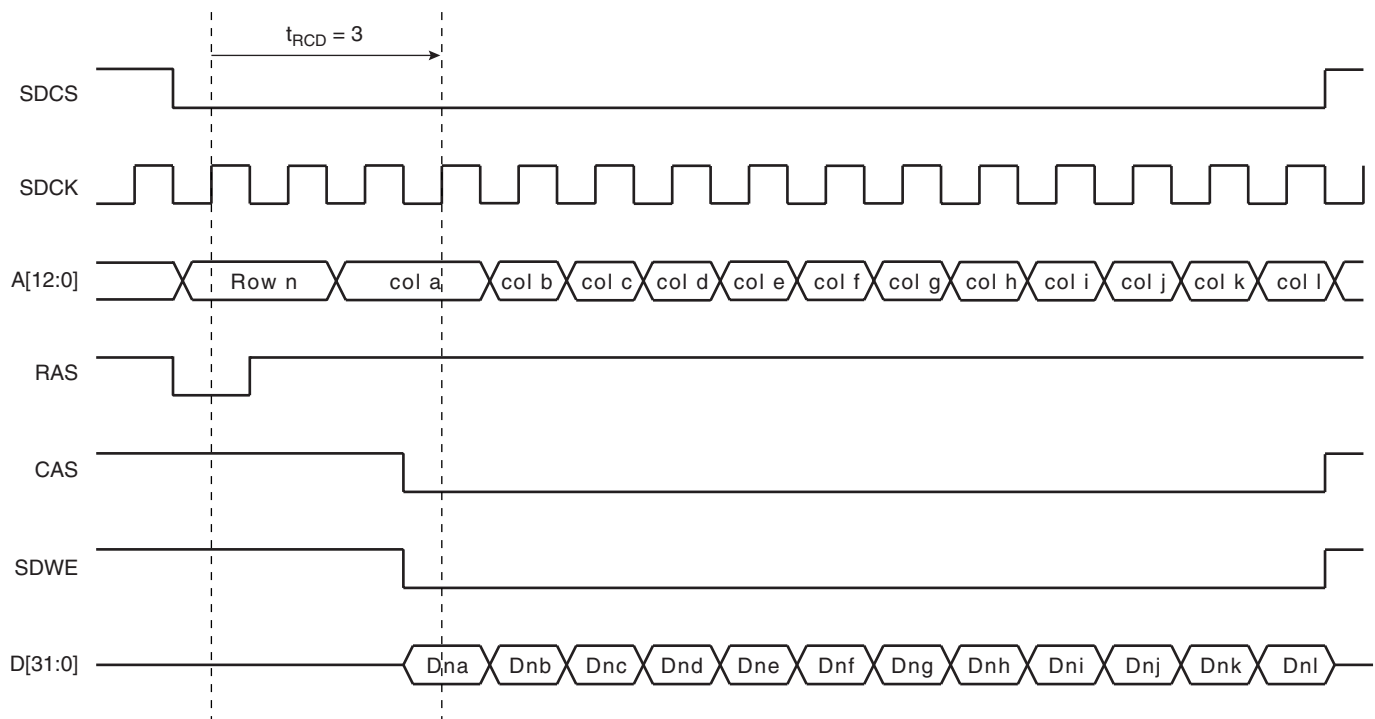 tRCD = 3
SDCS
SDCK
A[12:0] Row n col a col b col c col d col e col f col g col h col i col j col k col l
RAS
CAS
SDWE
D[31:0] Dna Dnb Dnc Dnd Dne Dnf Dng Dnh Dni Dnj Dnk Dnl